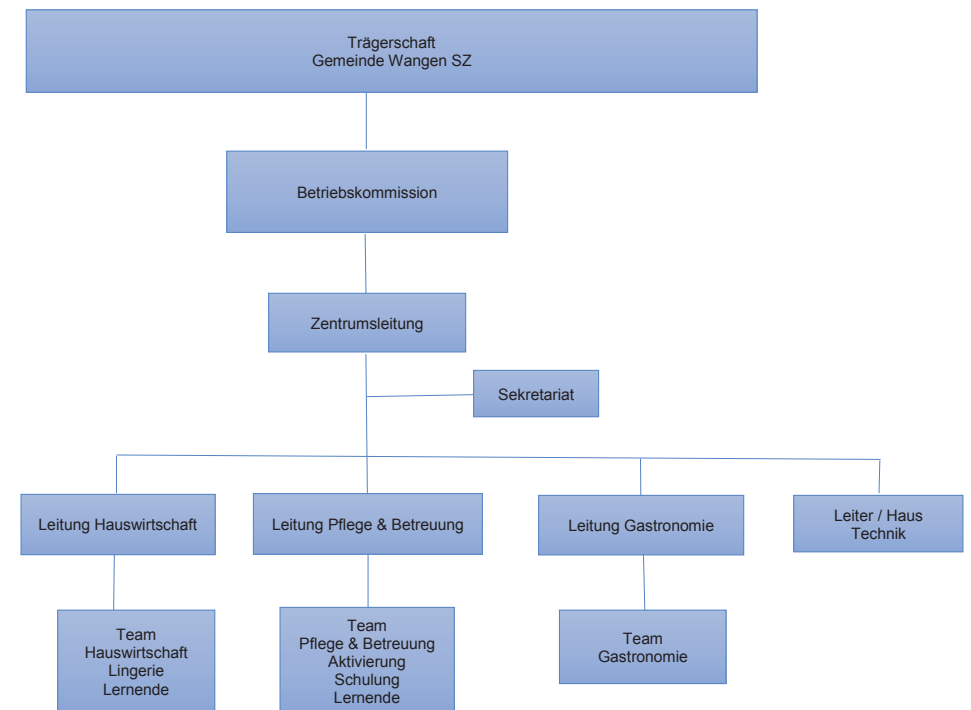 Trägerschaft
Gemeinde Wangen SZ
Betriebskommission
Zentrumsleitung
Sekretariat
Leitung Hauswirtschaft
Leitung Pflege & Betreuung
Leitung Gastronomie
Leiter / Haus
Technik
Team
Hauswirtschaft
Lingerie
Lernende
Team
Pflege & Betreuung
Aktivierung
Schulung
Lernende
Team
Gastronomie